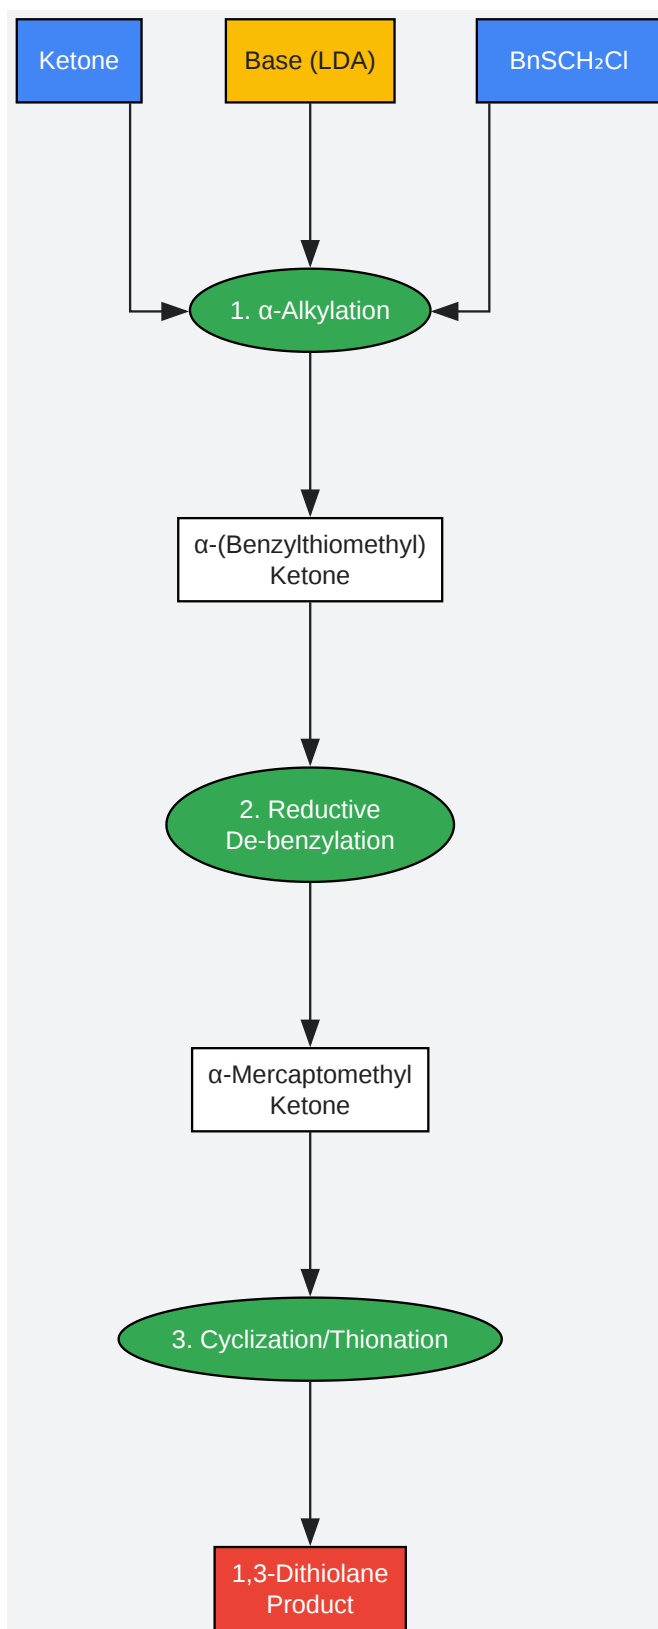 Ketone
Base (LDA)
BnSCH₂Cl
1. α-Alkylation
α-(Benzylthiomethyl)
Ketone
2. Reductive
De-benzylation
α-Mercaptomethyl
Ketone
3. Cyclization/Thionation
1,3-Dithiolane
Product